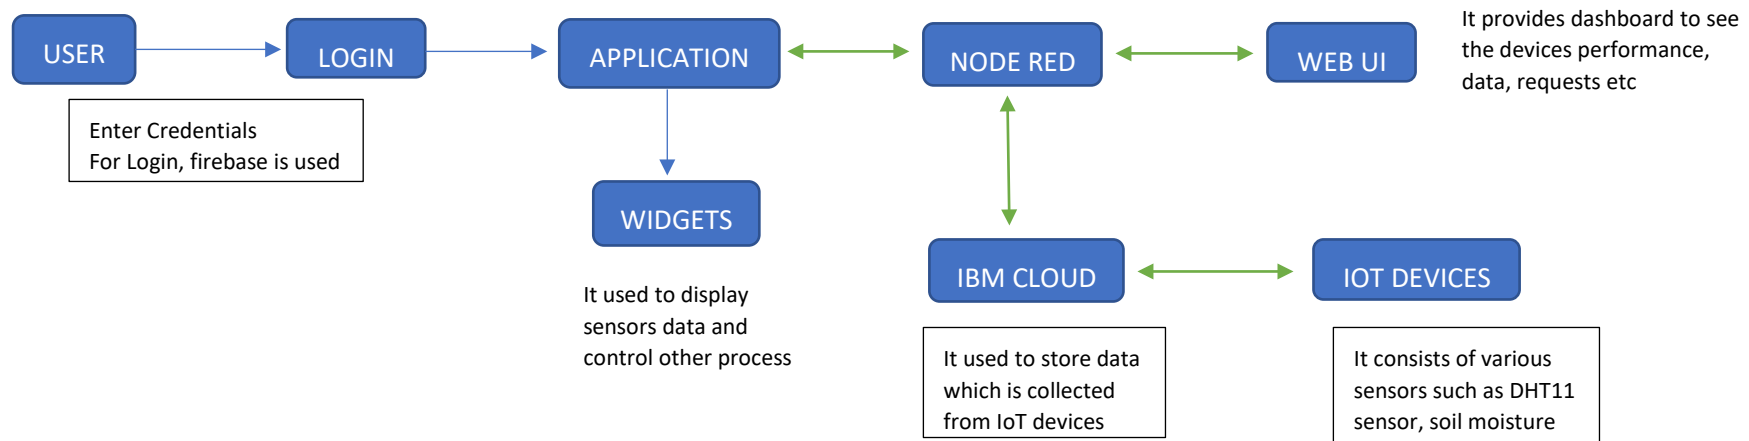 USER
LOGIN
APPLICATION
NODE RED
WEB UI
It provides dashboard to see
the devices performance,
data, requests etc
Enter Credentials
For Login, firebase is used
WIDGETS
It used to display
sensors data and
control other process
IBM CLOUD
IOT DEVICES
It used to store data
which is collected
from IoT devices
It consists of various
sensors such as DHT11
sensor, soil moisture